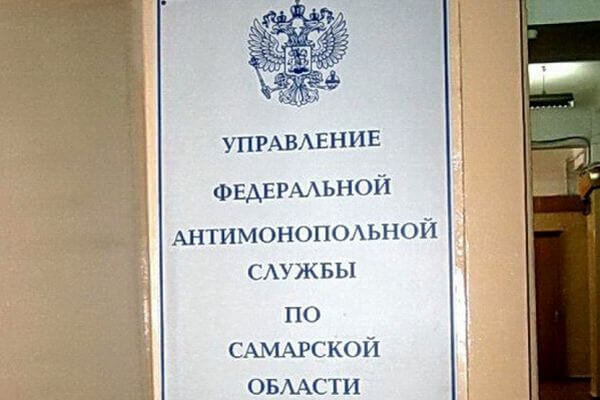 УПРАВЛЕНИЕ
ФЕДЕРАЛЬНОЙ
АНТИМОНОПОЛЬНОЙ
СЛУЖБЫ
ПО
САМАРСКОЙ
ОБЛАСТИ